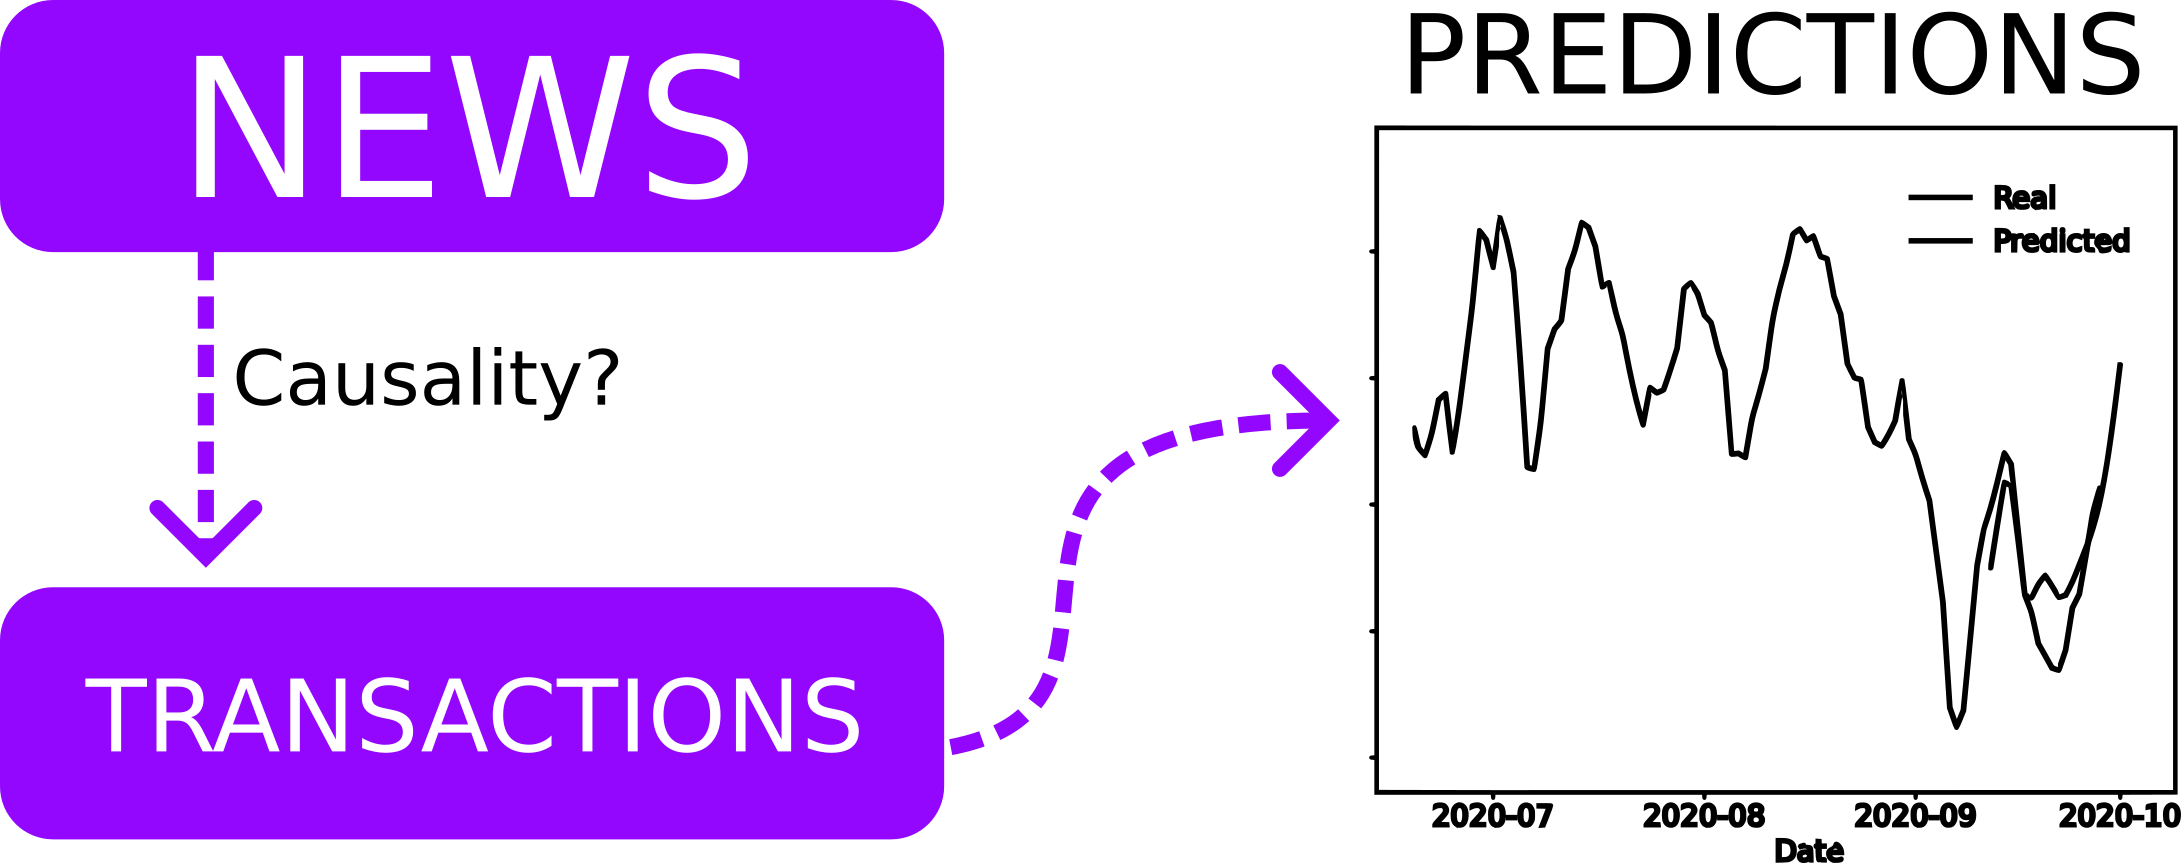 NEWS
Causality?
TRANSACTIONS
PREDICTIONS
Real
Predicted
2020-07 2020-08 2020-09 2020-10
Date